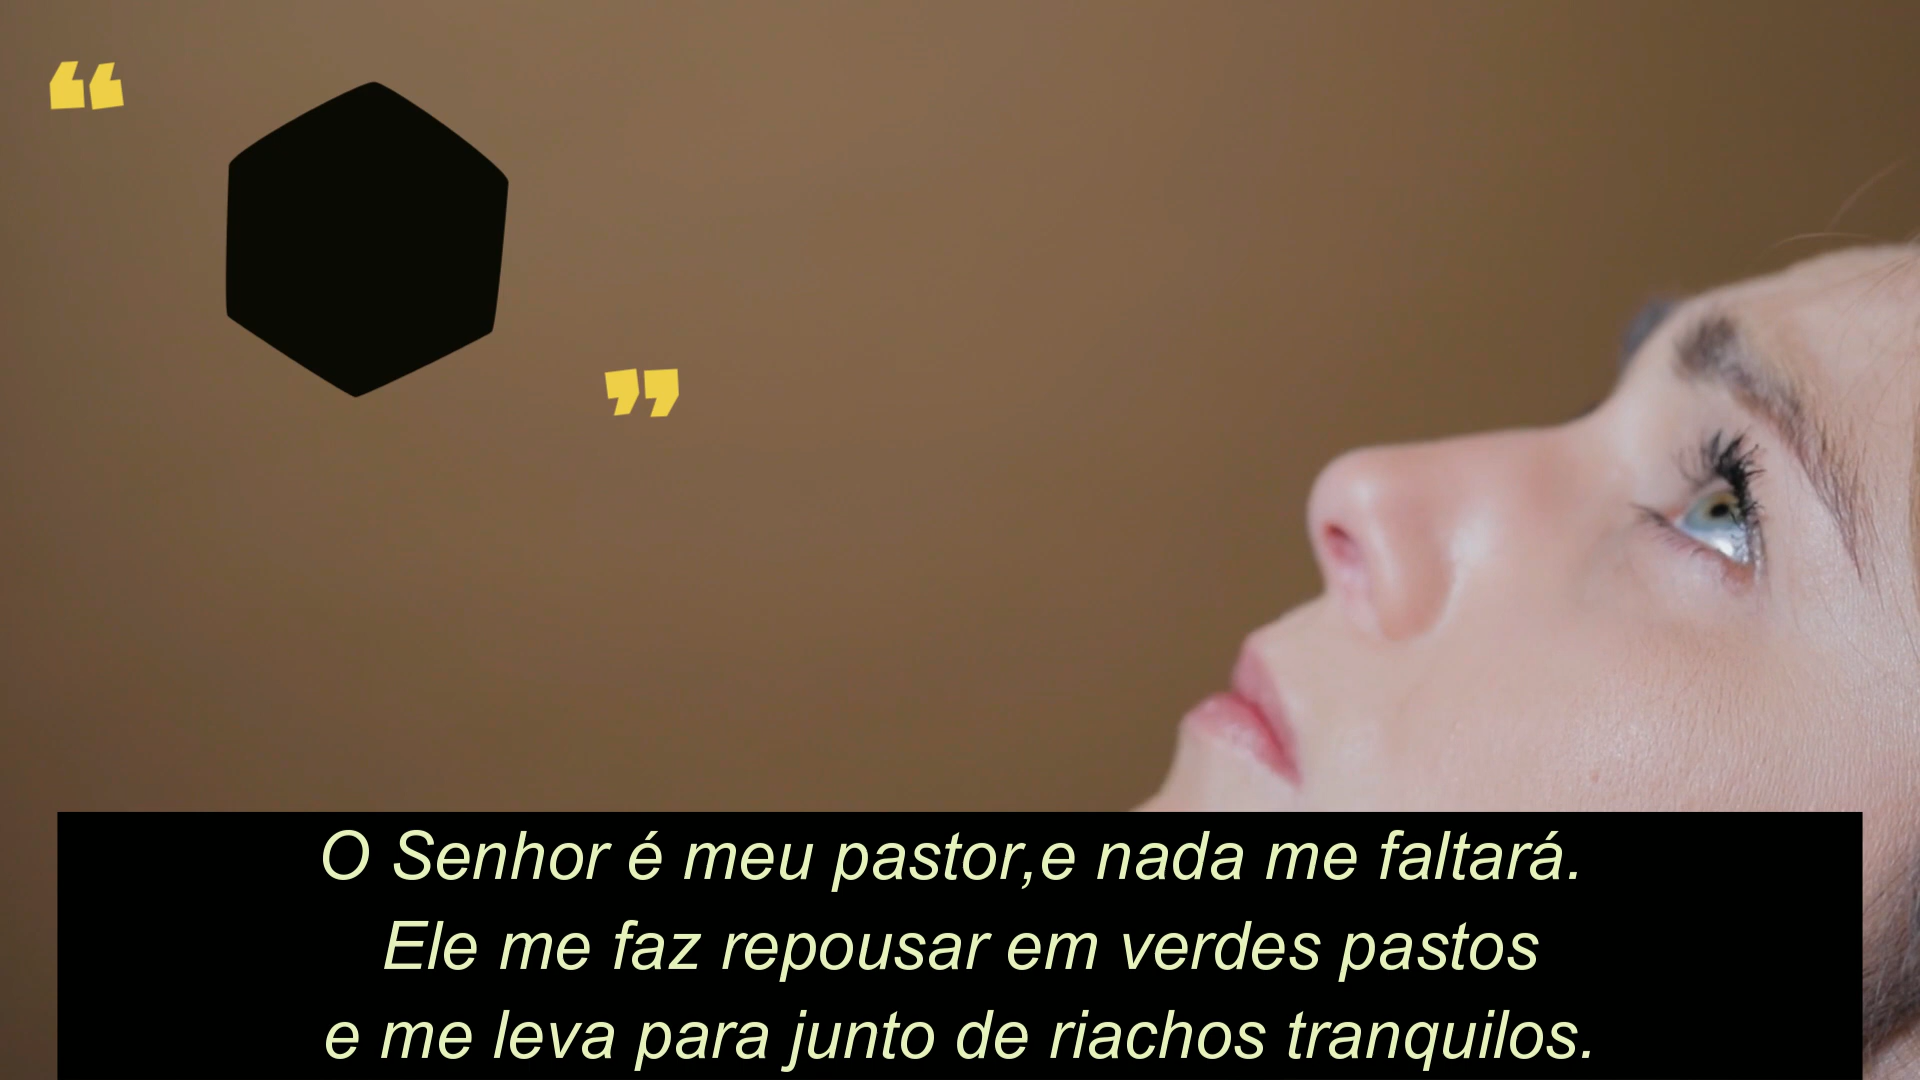 “
”
O Senhor é meu pastor,e nada me faltará.
Ele me faz repousar em verdes pastos
e me leva para junto de riachos tranquilos.